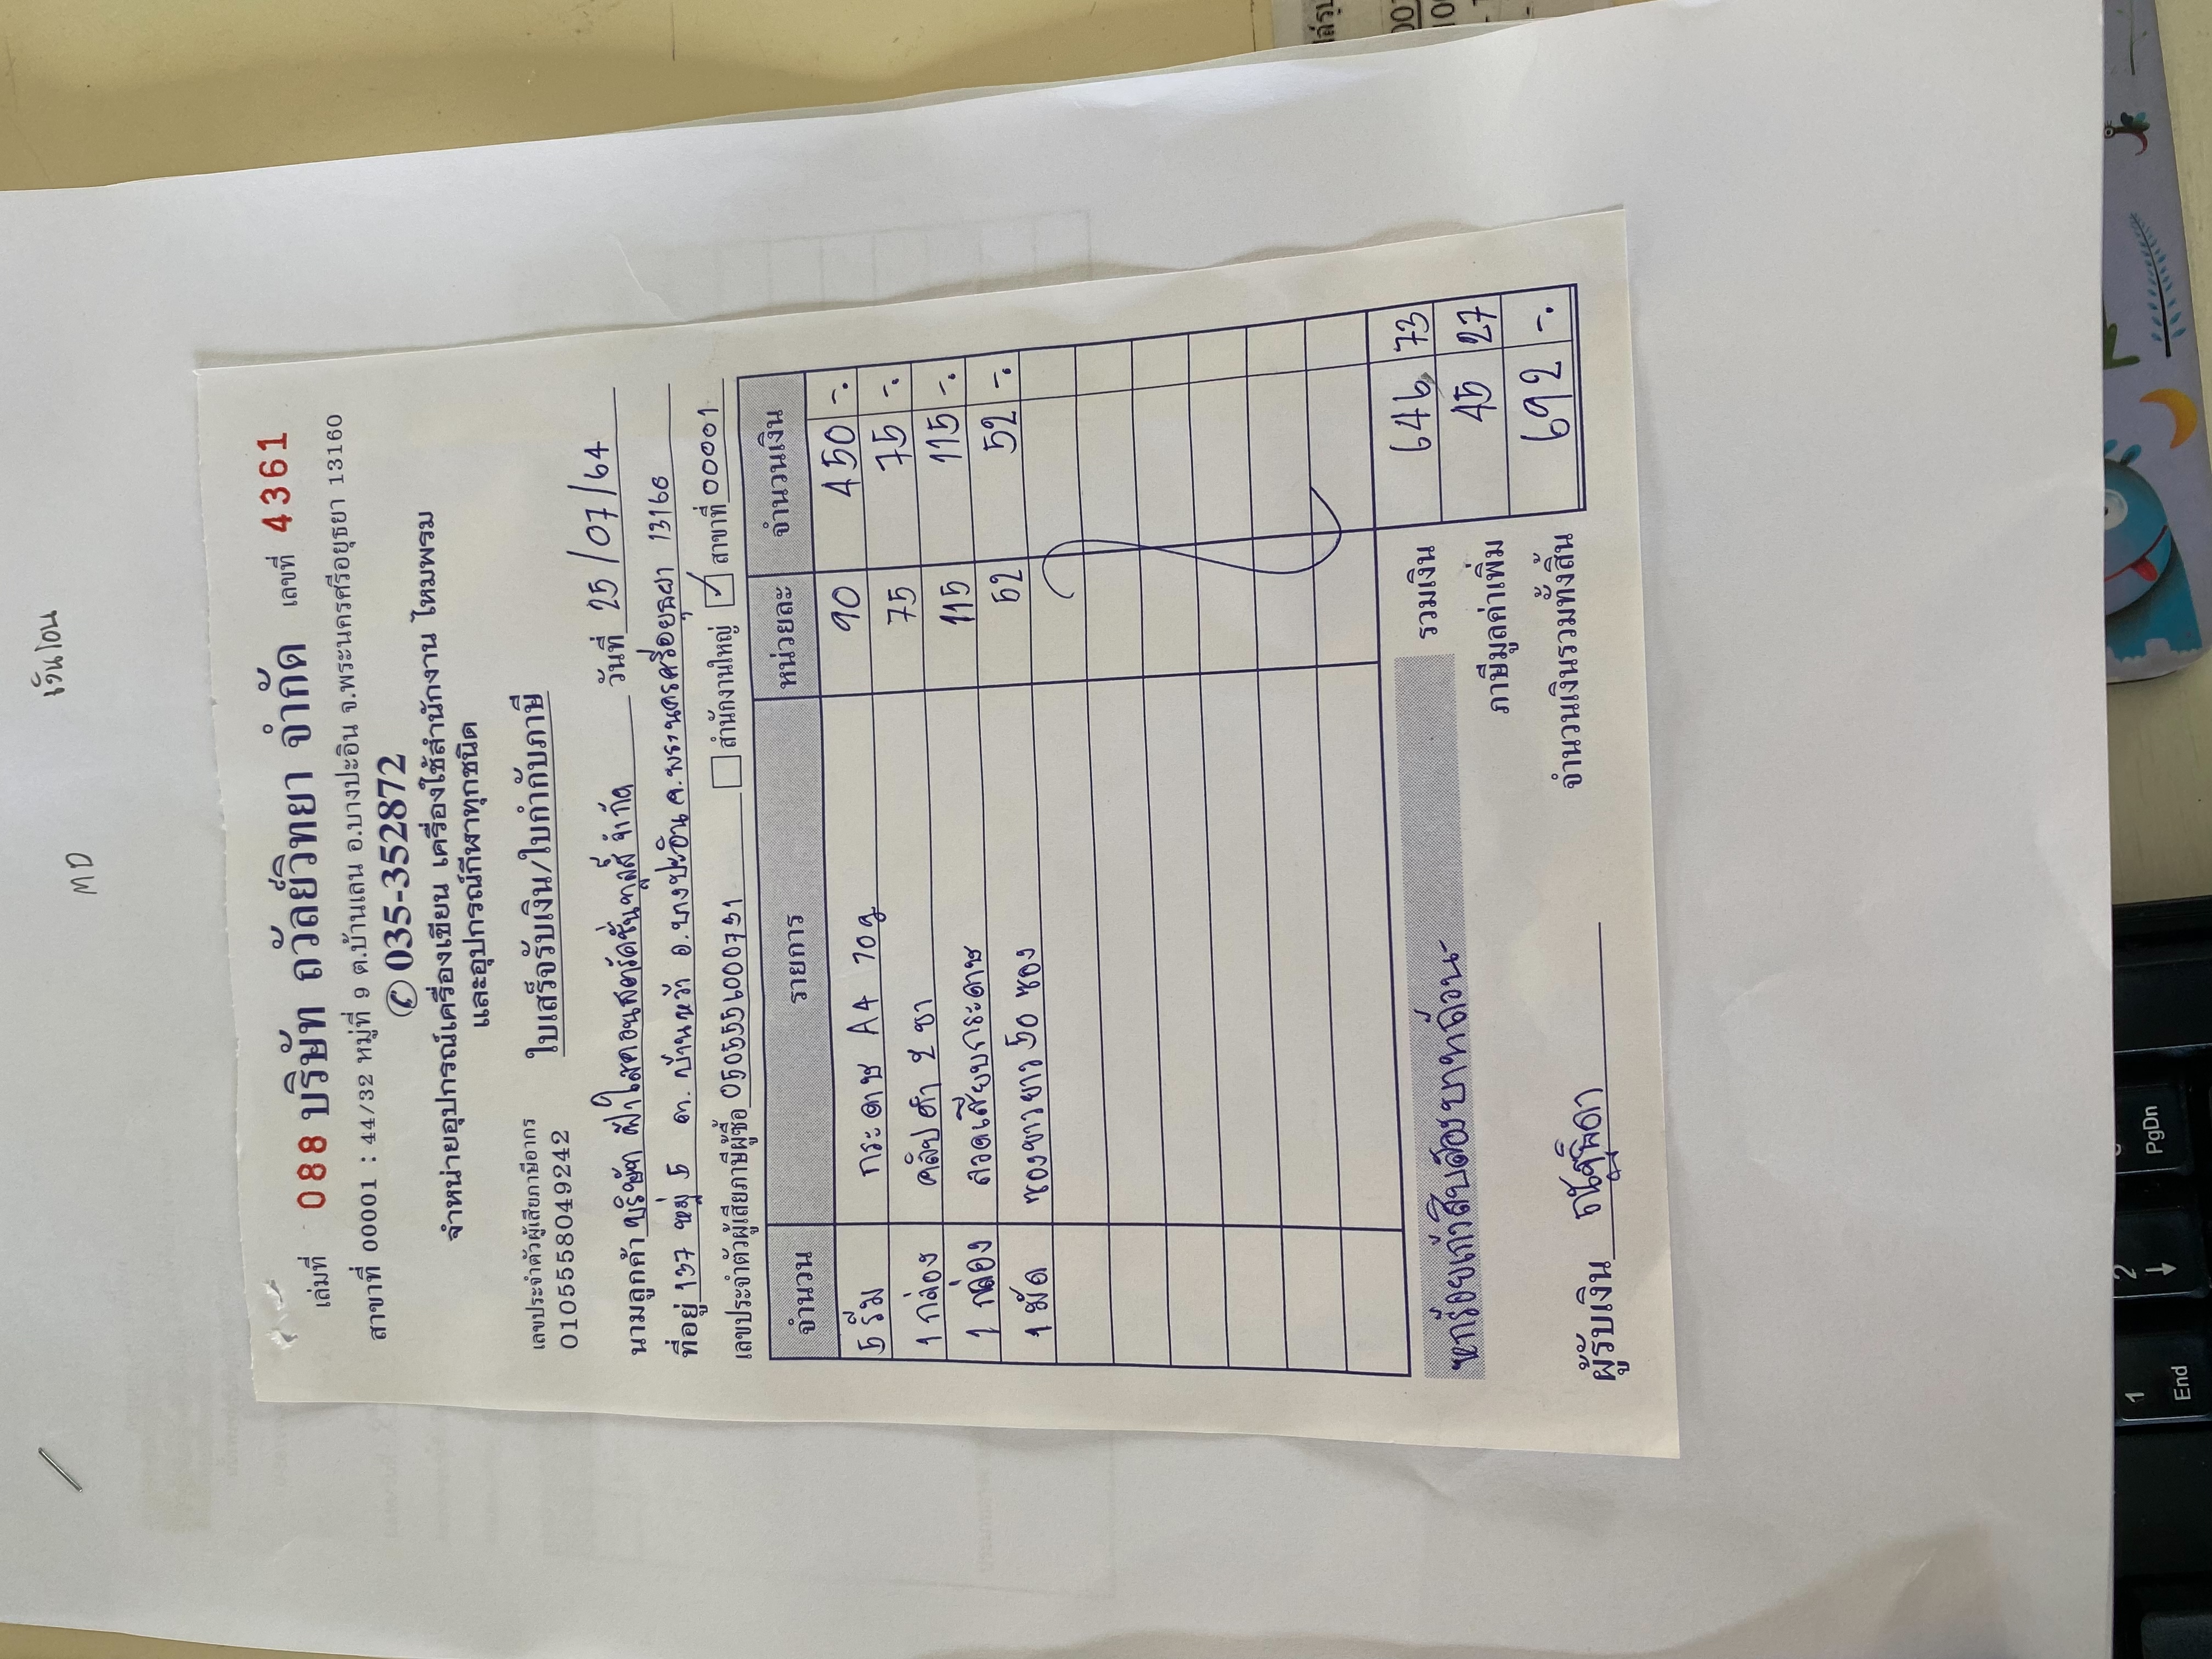 MD
เงินโอน
เล่มที่ 088 บริษัท ถวัลย์วิทยา จำกัด เลขที่ 4361
สาขาที่ 00001 : 44/32 หมู่ที่ 9 ต.บ้านเลน อ.บางปะอิน จ.พระนครศรีอยุธยา 13160
✆ 035-352872
จำหน่ายอุปกรณ์เครื่องเขียน เครื่องใช้สำนักงาน ไหมพรม
และอุปกรณ์กีฬาทุกชนิด
เลขประจำตัวผู้เสียภาษีอากร
0105558049242
ใบเสร็จรับเงิน/ใบกำกับภาษี
นามลูกค้า บริษัท ฟ้าใสคอนสตรัคชั่นทูลส์ จำกัด วันที่ 25/07/64
ที่อยู่ 137 หมู่ 5 ต. บ้านหว้า อ.บางปะอิน จ.พระนครศรีอยุธยา 13160
เลขประจำตัวผู้เสียภาษีผู้ซื้อ 0505556000731 สำนักงานใหญ่ ✓ สาขาที่ 00001
จำนวน รายการ หน่วยละ จำนวนเงิน
5 รีม กระดาษ A4 70g 90 450 -.
1 กล่อง คลิปดำ 2 ขา 75 75 -.
1 กล่อง ลวดเสียบกระดาษ 115 115 -.
1 มัด ซองขาวยาว 50 ซอง 52 52 -.
หกร้อยเก้าสิบสองบาทถ้วน- รวมเงิน 646 73
ภาษีมูลค่าเพิ่ม 45 27
จำนวนเงินรวมทั้งสิ้น 692 -.
ผู้รับเงิน ณัฐธิดา
1
End
2
PgDn